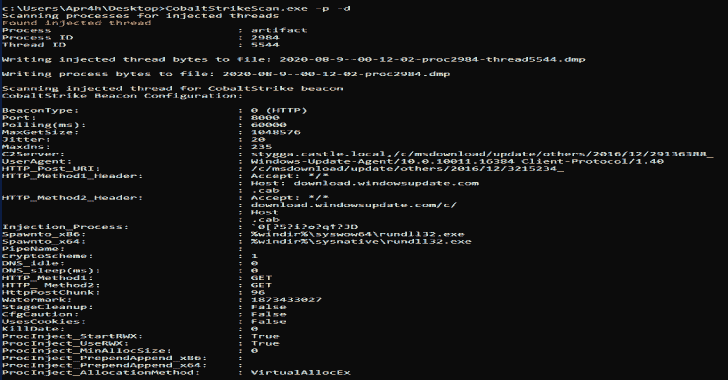 c:\Users\Apr4h\Desktop>CobaltStrikeScan.exe -p -d
Scanning processes for injected threads
Found injected thread
Process : artifact
Process ID : 2984
Thread ID : 5544
Writing injected thread bytes to file: 2020-08-9--00-12-02-proc2984-thread5544.dmp
Writing process bytes to file: 2020-08-9--00-12-02-proc2984.dmp
Scanning injected thread for CobaltStrike beacon
CobaltStrike Beacon Configuration:
BeaconType: : 0 (HTTP)
Port: : 8000
Polling(ms): : 60000
MaxGetSize: : 1048576
Jitter: : 20
Maxdns: : 235
C2Server: : stygga.castle.local,/c/msdownload/update/others/2016/12/29136388_
UserAgent: : Windows-Update-Agent/10.0.10011.16384 Client-Protocol/1.40
HTTP_Post_URI: : /c/msdownload/update/others/2016/12/3215234_
HTTP_Method1_Header: : Accept: */*
: Host: download.windowsupdate.com
: .cab
HTTP_Method2_Header: : Accept: */*
: download.windowsupdate.com/c/
: Host
: .cab
Injection_Process: :
Spawnto_x86: : %windir%\syswow64\rundll32.exe
Spawnto_x64: : %windir%\sysnative\rundll32.exe
PipeName: :
CryptoScheme: : 1
DNS_idle: : 0
DNS_sleep(ms): : 0
HTTP_Method1: : GET
HTTP_ Method2: : GET
HttpPostChunk: : 96
Watermark: : 1873433027
StageCleanup: : False
CfgCaution: : False
UsesCookies: : False
KillDate: : 0
ProcInject_StartRWX: : True
ProcInject_UseRWX: : True
ProcInject_MinAllocSize: : 0
ProcInject_PrependAppend_x86: :
ProcInject_PrependAppend_x64: :
ProcInject_AllocationMethod: : VirtualAllocEx